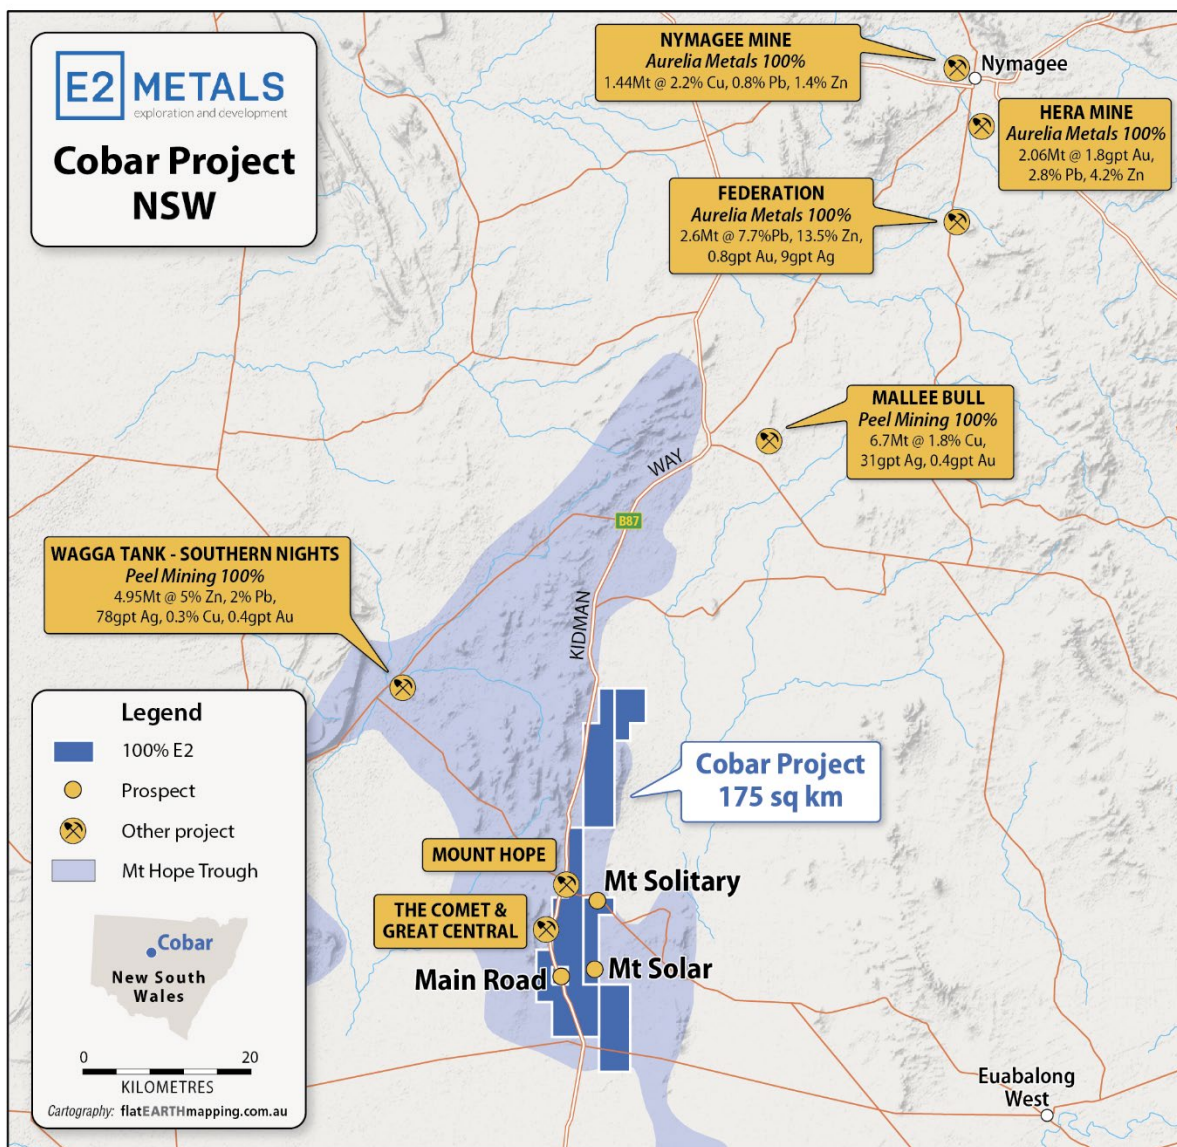 E2 METALS
exploration and development
Cobar Project
NSW
NYMAGEE MINE
Aurelia Metals 100%
1.44Mt @ 2.2% Cu, 0.8% Pb, 1.4% Zn
Nymagee
HERA MINE
Aurelia Metals 100%
2.06Mt @ 1.8gpt Au,
2.8% Pb, 4.2% Zn
FEDERATION
Aurelia Metals 100%
2.6Mt @ 7.7%Pb, 13.5% Zn,
0.8gpt Au, 9gpt Ag
MALLEE BULL
Peel Mining 100%
6.7Mt @ 1.8% Cu,
31gpt Ag, 0.4gpt Au
WAY
B87
KIDMAN
WAGGA TANK - SOUTHERN NIGHTS
Peel Mining 100%
4.95Mt @ 5% Zn, 2% Pb,
78gpt Ag, 0.3% Cu, 0.4gpt Au
Cobar Project
175 sq km
MOUNT HOPE
Mt Solitary
THE COMET &
GREAT CENTRAL
Main Road
Mt Solar
Euabalong
West
Legend
100% E2
Prospect
Other project
Mt Hope Trough
Cobar
New South
Wales
0 20
KILOMETRES
Cartography: flatEARTHmapping.com.au